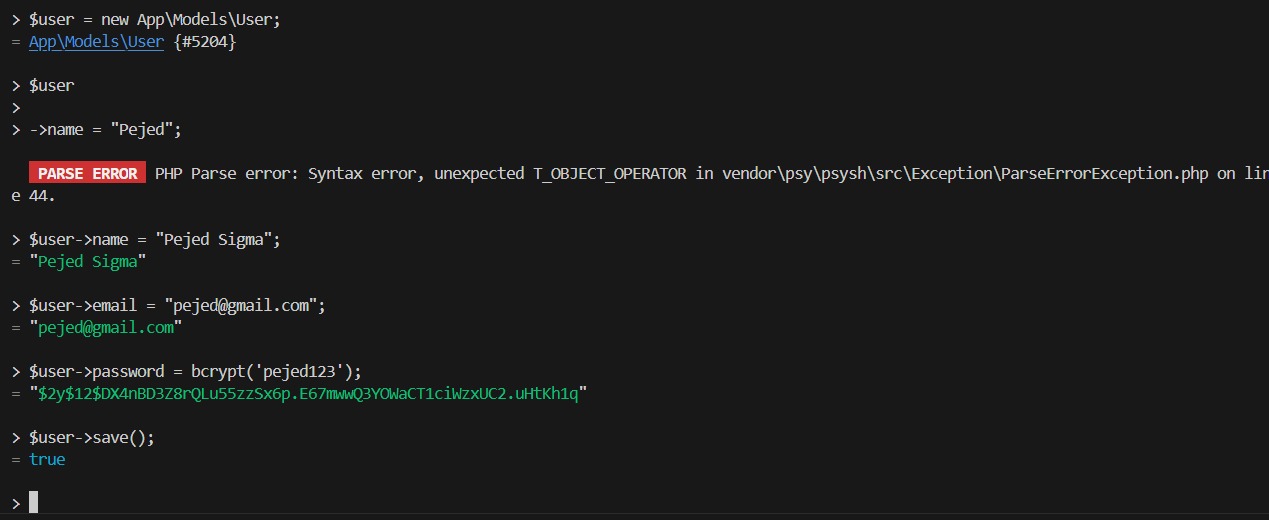 > $user = new App\Models\User;
= App\Models\User {#5204}
> $user
>
> ->name = "Pejed";
PARSE ERROR PHP Parse error: Syntax error, unexpected T_OBJECT_OPERATOR in vendor\psy\psysh\src\Exception\ParseErrorException.php on lin
e 44.
> $user->name = "Pejed Sigma";
= "Pejed Sigma"
> $user->email = "pejed@gmail.com";
= "pejed@gmail.com"
> $user->password = bcrypt('pejed123');
= "$2y$12$DX4nBD3Z8rQLu55zzSx6p.E67mwwQ3YOWaCT1ciWzxUC2.uHtKh1q"
> $user->save();
= true
>